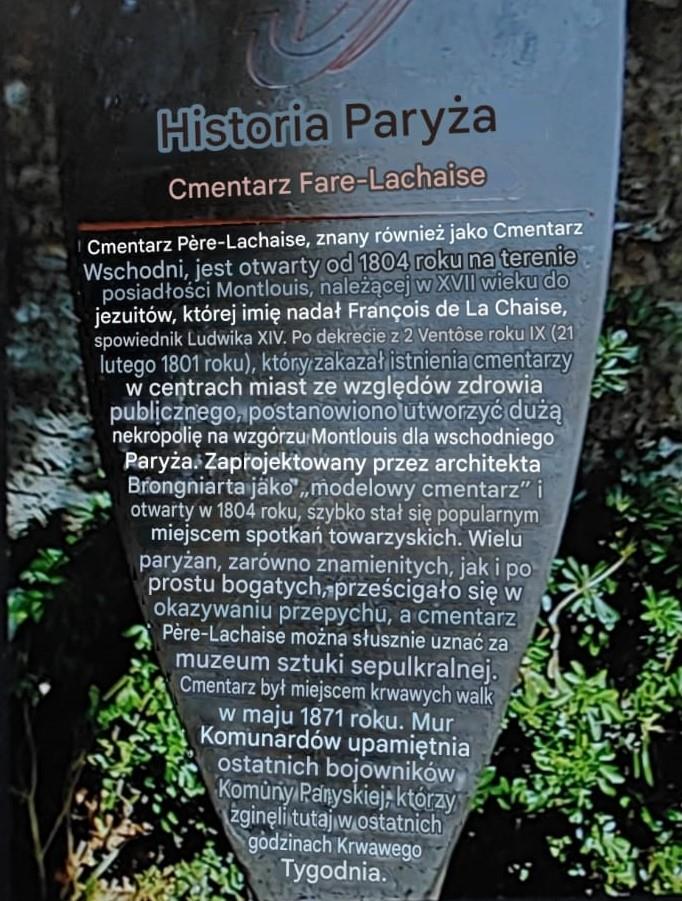 Historia Paryża
Cmentarz Fare-Lachaise
Cmentarz Père-Lachaise, znany również jako Cmentarz
Wschodni, jest otwarty od 1804 roku na terenie
posiadłości Montlouis, należącej w XVII wieku do
jezuitów, której imię nadał François de La Chaise,
spowiednik Ludwika XIV. Po dekrecie z 2 Ventôse roku IX (21
lutego 1801 roku), który zakazał istnienia cmentarzy
w centrach miast ze względów zdrowia
publicznego, postanowiono utworzyć dużą
nekropolię na wzgórzu Montlouis dla wschodniego
Paryża. Zaprojektowany przez architekta
Brongniarta jako „modelowy cmentarz” i
otwarty w 1804 roku, szybko stał się popularnym
miejscem spotkań towarzyskich. Wielu
paryżan, zarówno znamienitych, jak i po
prostu bogatych, prześcigało się w
okazywaniu przepychu, a cmentarz
Père-Lachaise można słusznie uznać za
muzeum sztuki sepulkralnej.
Cmentarz był miejscem krwawych walk
w maju 1871 roku. Mur
Komunardów upamiętnia
ostatnich bojowników
Komuny Paryskiej, którzy
zginęli tutaj w ostatnich
godzinach Krwawego
Tygodnia.